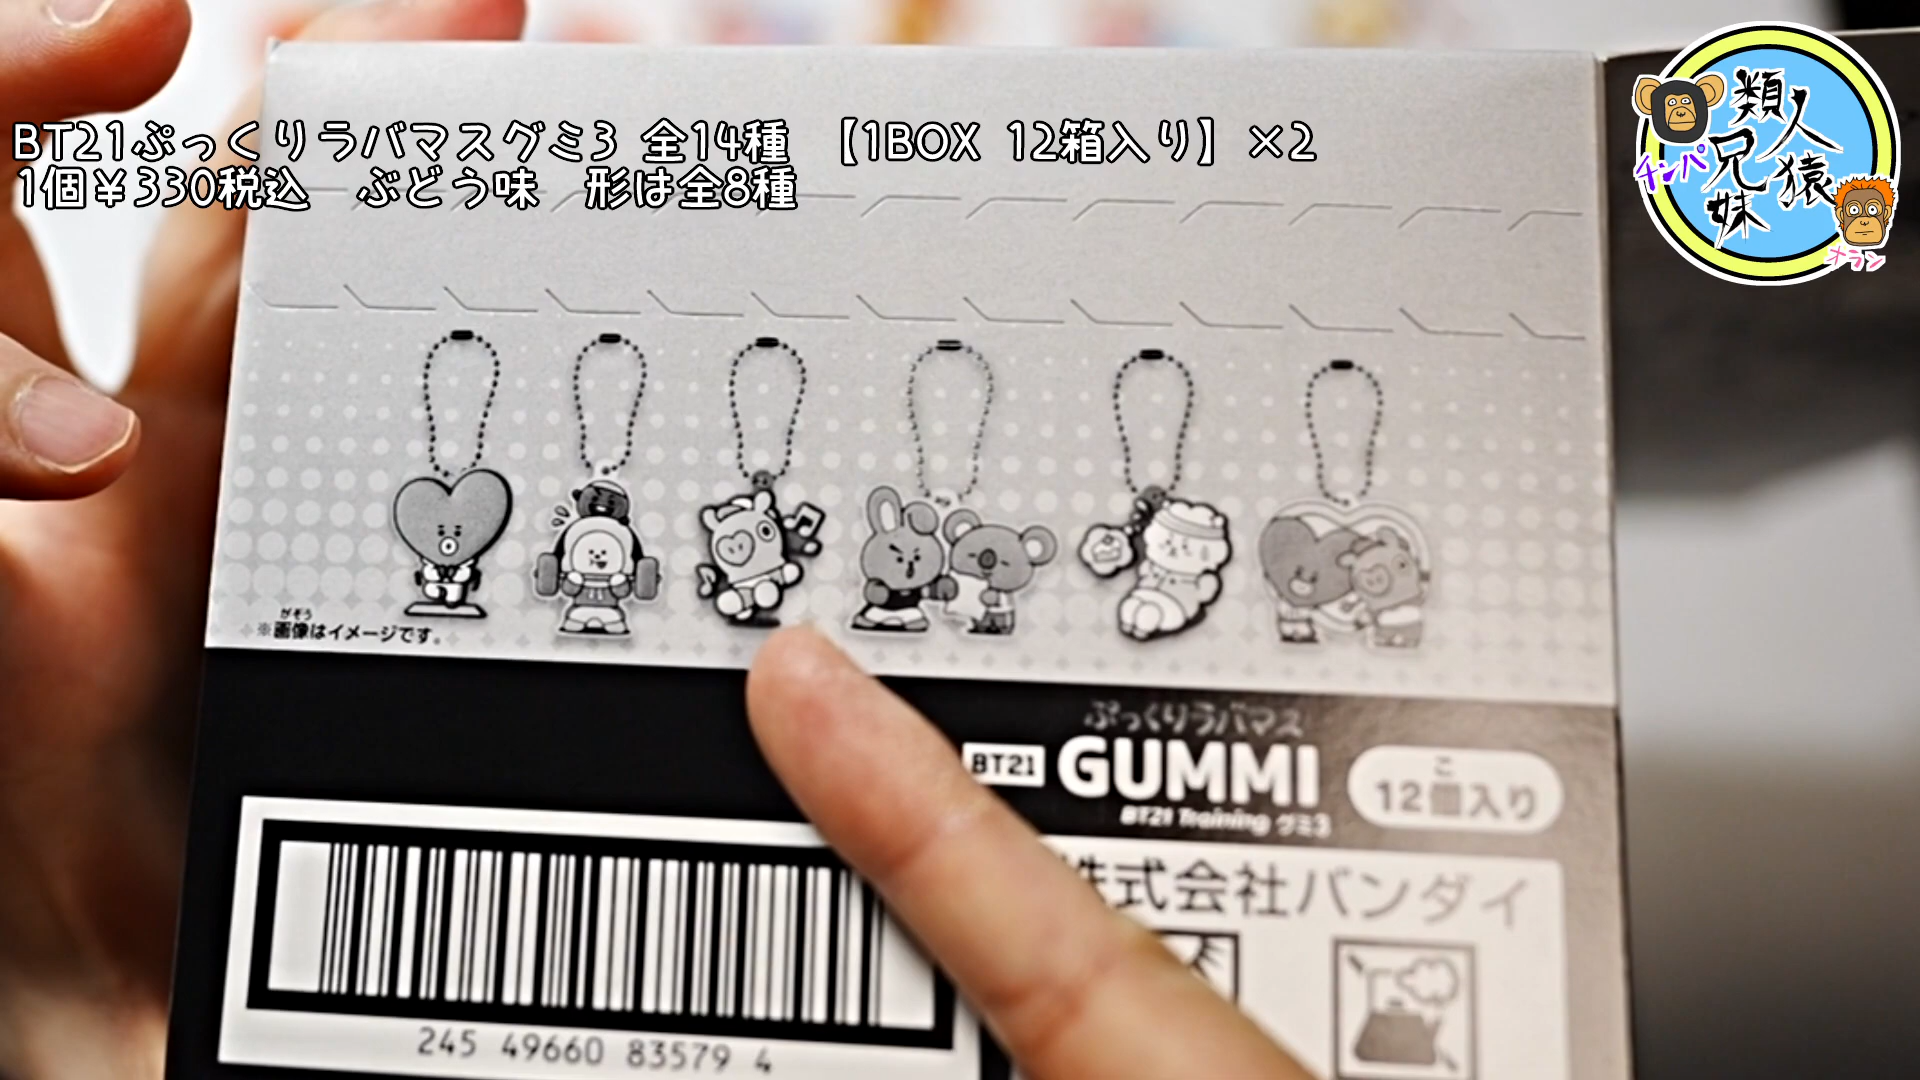 BT21ぷっくりラバマスグミ3 全14種 【1BOX 12箱入り】×2
1個￥330税込 ぶどう味 形は全8種
類人猿
兄妹
チンパ
オラン
がぞう
※画像はイメージです。
ぷっくりラバマス
BT21 GUMMI
BT21 Training グミ3
こ
12個入り
株式会社バンダイ
245 49660 83579 4